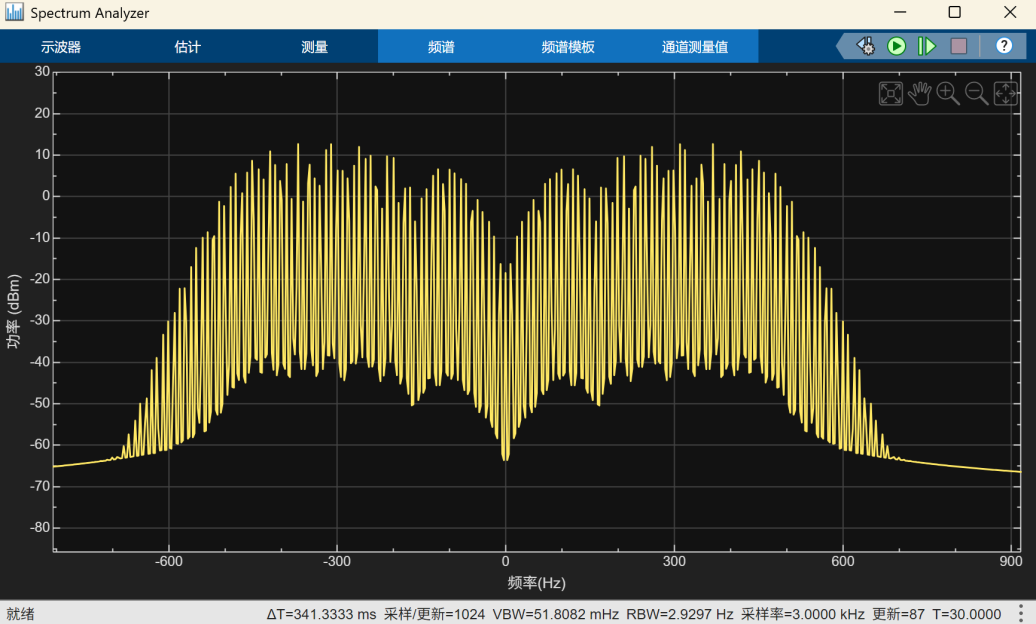 Spectrum Analyzer
示波器 估计 测量 频谱 频谱模板 通道测量值 ?
30
20
10
0
-10
-20
-30
-40
-50
-60
-70
-80
功率 (dBm)
-600 -300 0 300 600 900
频率(Hz)
就绪 ΔT=341.3333 ms 采样/更新=1024 VBW=51.8082 mHz RBW=2.9297 Hz 采样率=3.0000 kHz 更新=87 T=30.0000